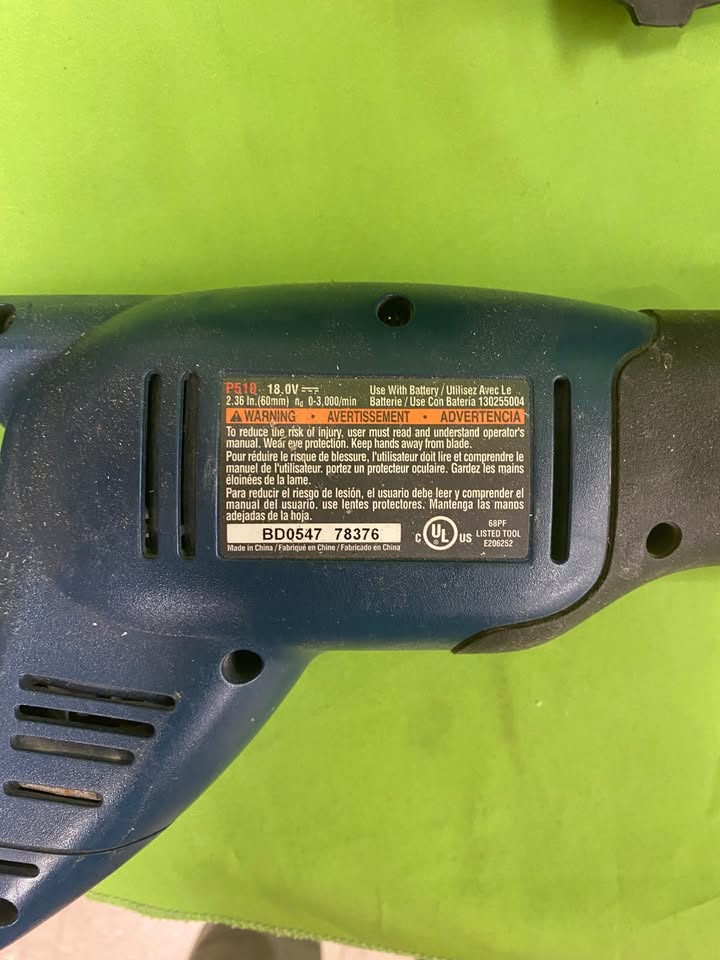 P510 18.0V ⎓
2.36 In.(60mm) nd 0-3,000/min
Use With Battery / Utilisez Avec Le
Batterie / Use Con Batería 130255004
⚠ WARNING • AVERTISSEMENT • ADVERTENCIA
To reduce the risk of injury, user must read and understand operator's
manual. Wear eye protection. Keep hands away from blade.
Pour réduire le risque de blessure, l'utilisateur doit lire et comprendre le
manuel de l'utilisateur. portez un protecteur oculaire. Gardez les mains
éloinées de la lame.
Para reducir el riesgo de lesión, el usuario debe leer y comprender el
manual del usuario. use lentes protectores. Mantenga las manos
adejadas de la hoja.
BD0547 78376
Made in China / Fabriqué en Chine / Fabricado en China
C UL US
68PF
LISTED TOOL
E206252